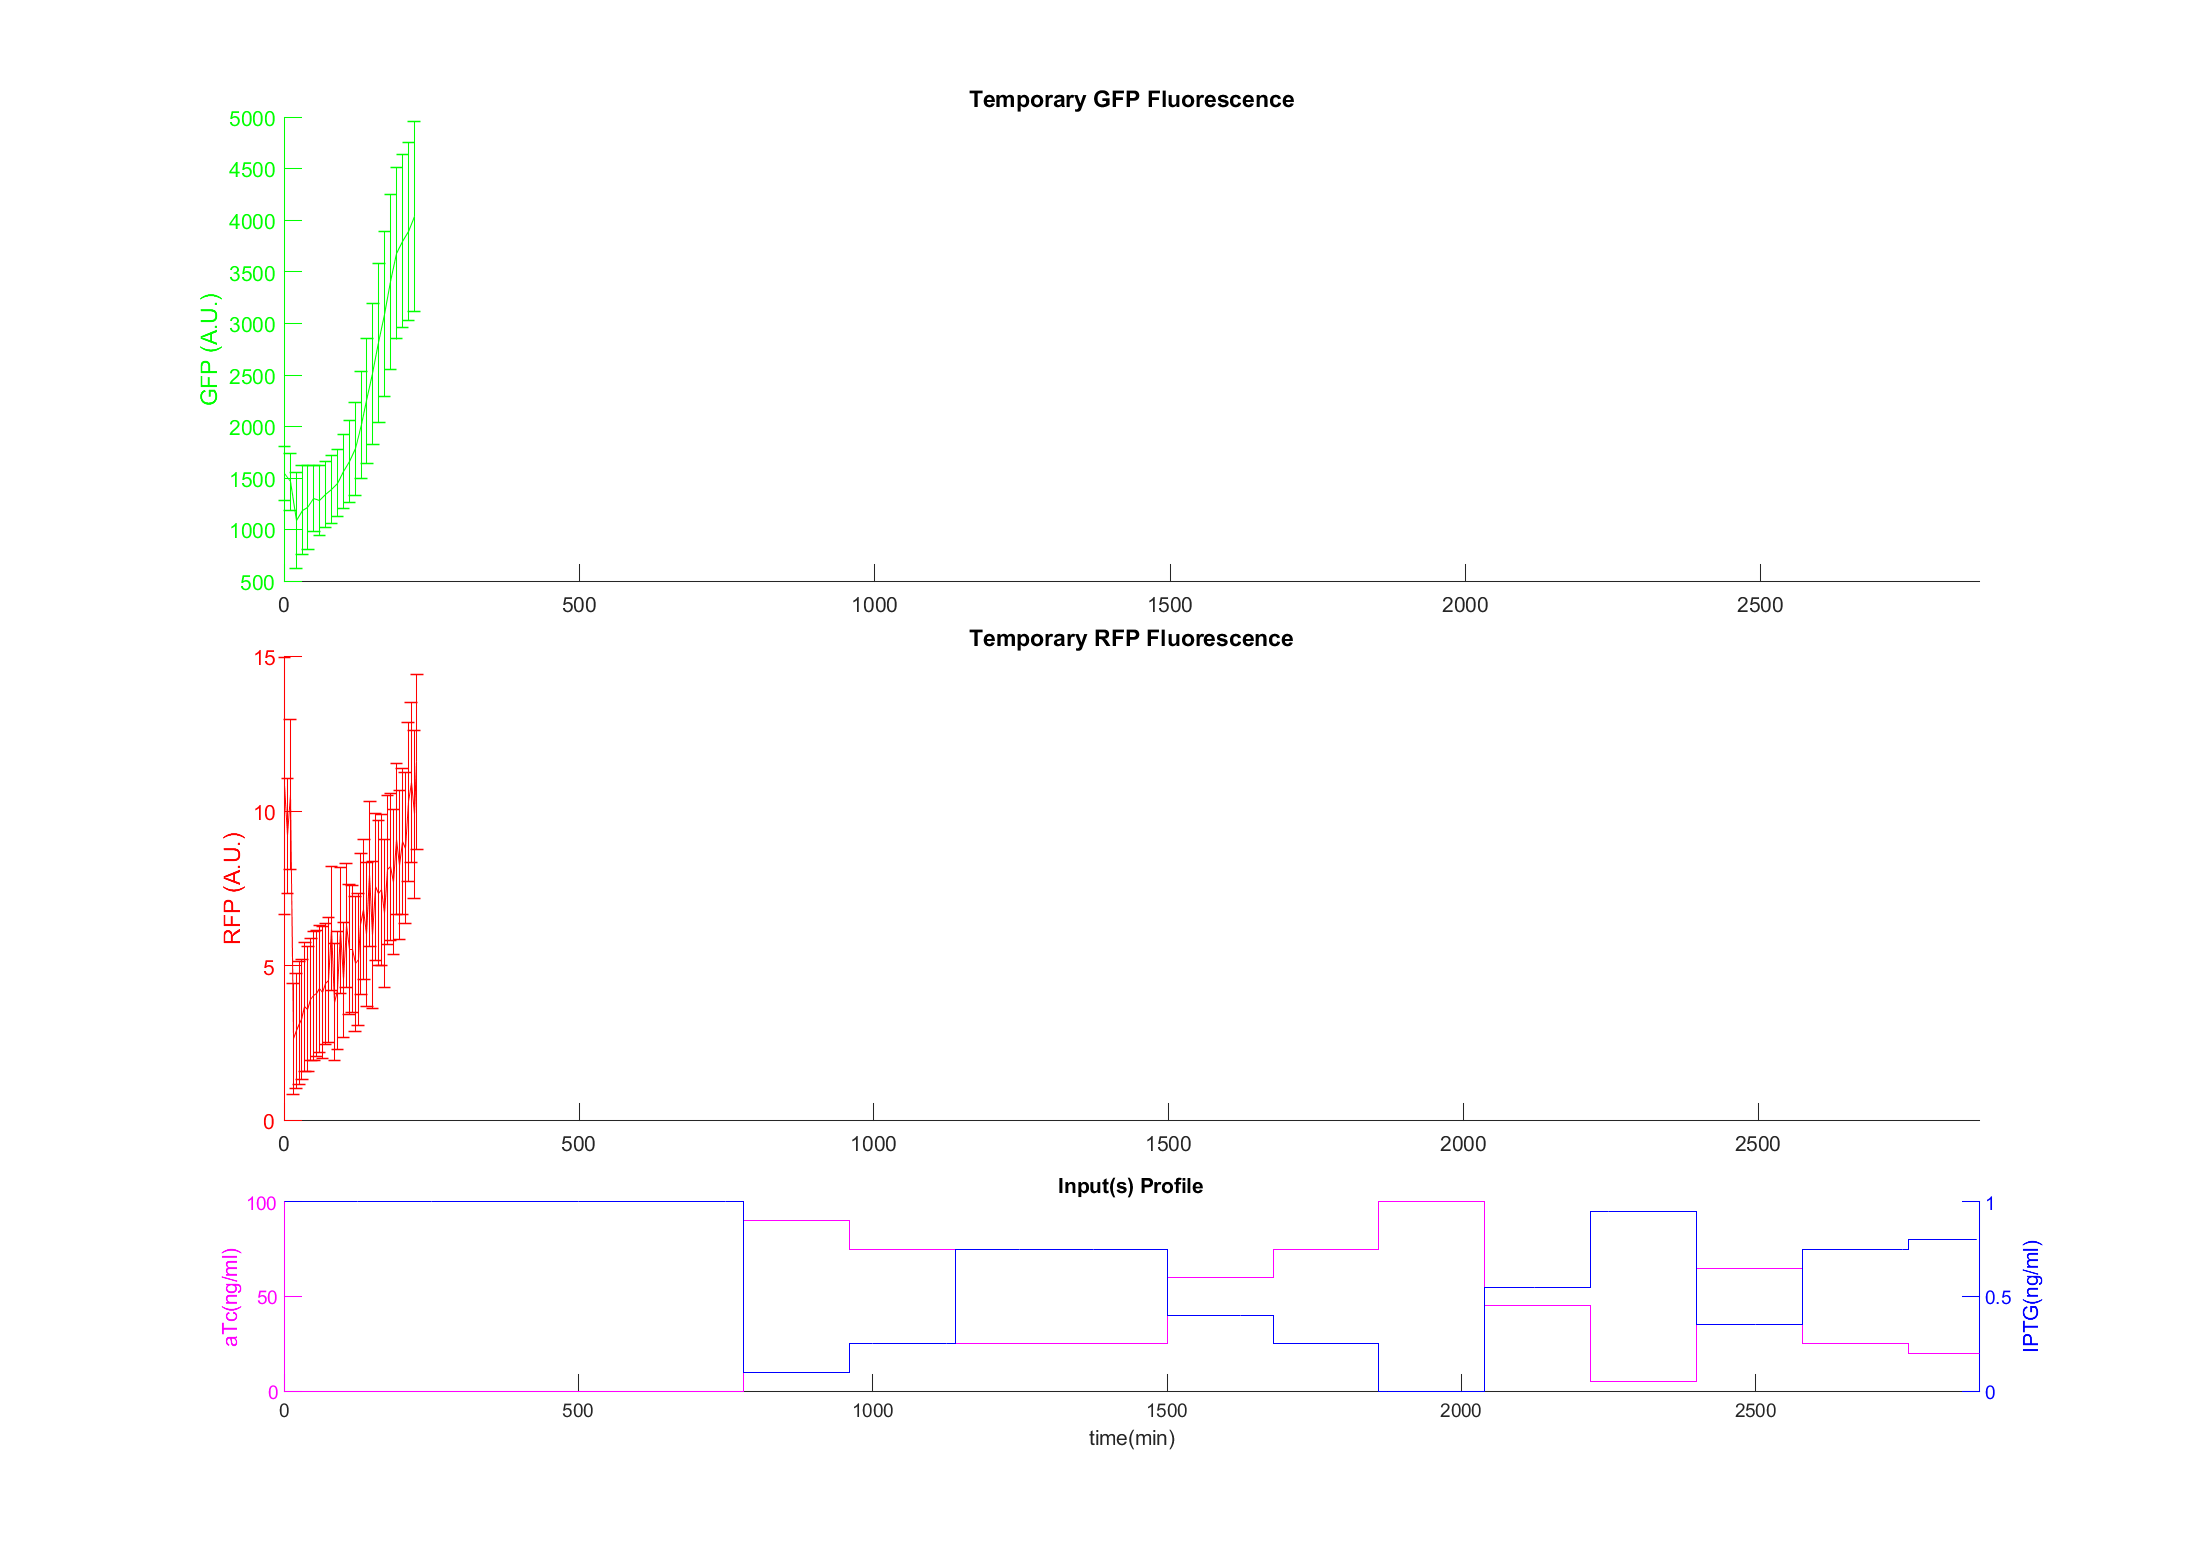 Temporary GFP Fluorescence
GFP (A.U.)
5000
4500
4000
3500
3000
2500
2000
1500
1000
500
0 500 1000 1500 2000 2500
Temporary RFP Fluorescence
RFP (A.U.)
15
10
5
0
0 500 1000 1500 2000 2500
Input(s) Profile
aTc(ng/ml)
100
50
0
1
0.5
0
IPTG(ng/ml)
0 500 1000 1500 2000 2500
time(min)